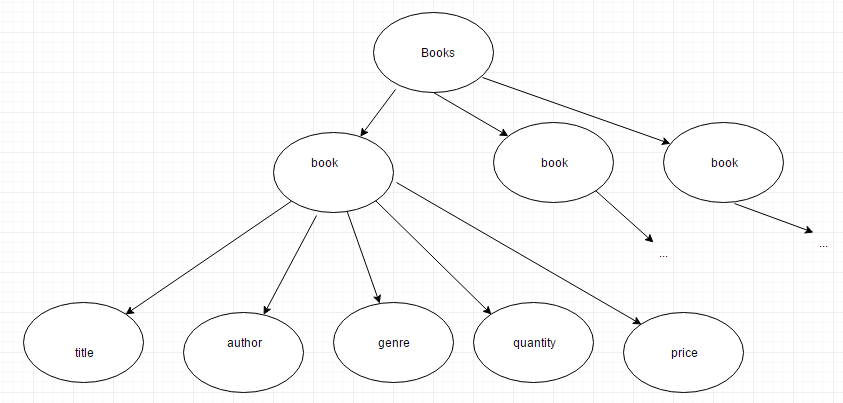 Books
book
book
book
...
...
title
author
genre
quantity
price